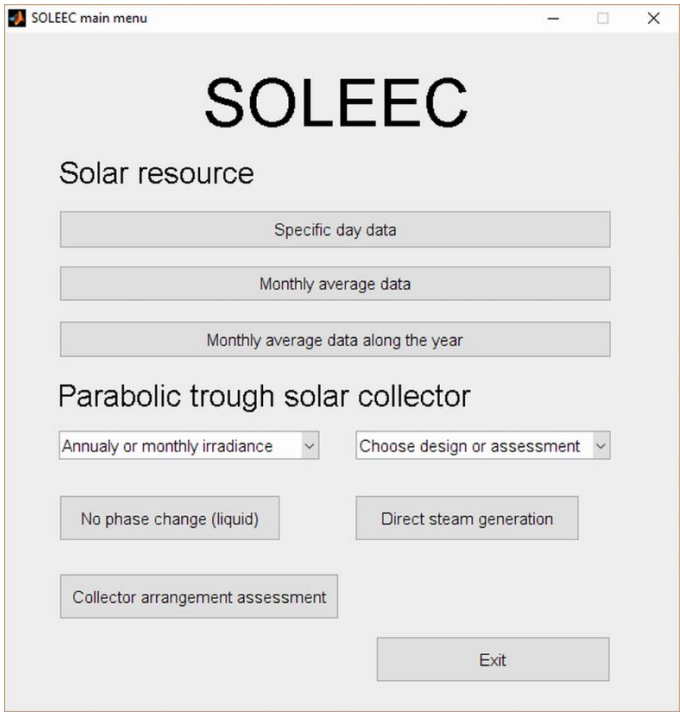 SOLEEC main menu
SOLEEC
Solar resource
Specific day data
Monthly average data
Monthly average data along the year
Parabolic trough solar collector
Annualy or monthly irradiance
Choose design or assessment
No phase change (liquid)
Direct steam generation
Collector arrangement assessment
Exit